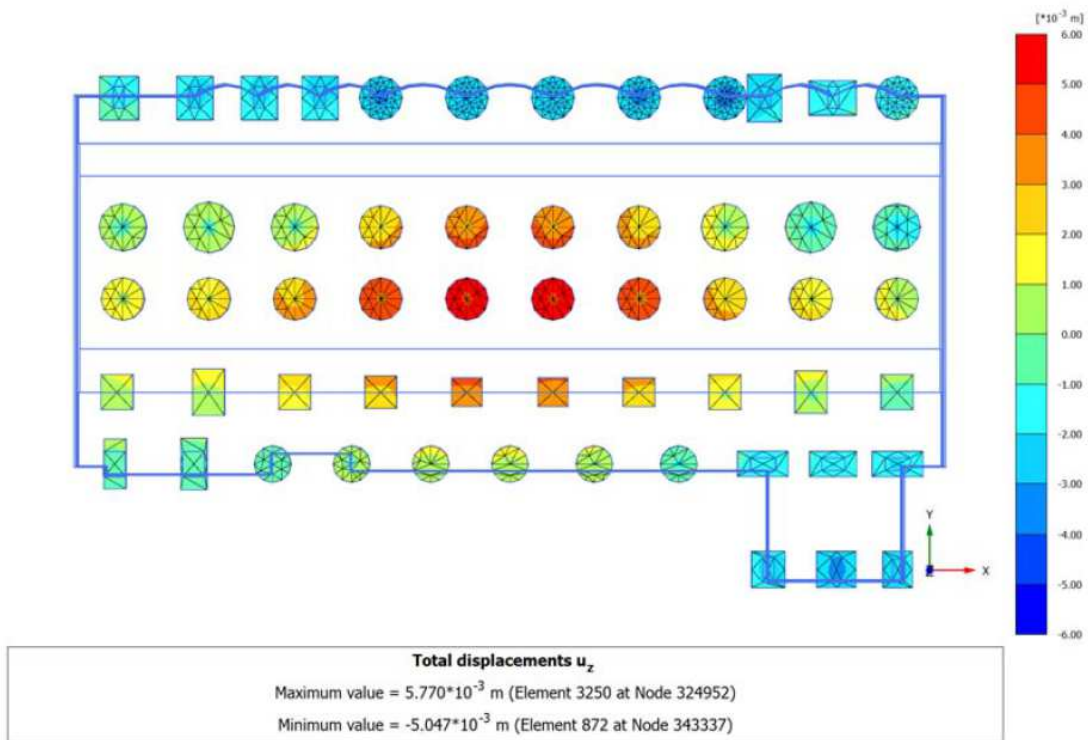 [*10⁻³ m]
6.00
5.00
4.00
3.00
2.00
1.00
0.00
-1.00
-2.00
-3.00
-4.00
-5.00
-6.00
Y
X
Total displacements u_z
Maximum value = 5.770*10⁻³ m (Element 3250 at Node 324952)
Minimum value = -5.047*10⁻³ m (Element 872 at Node 343337)